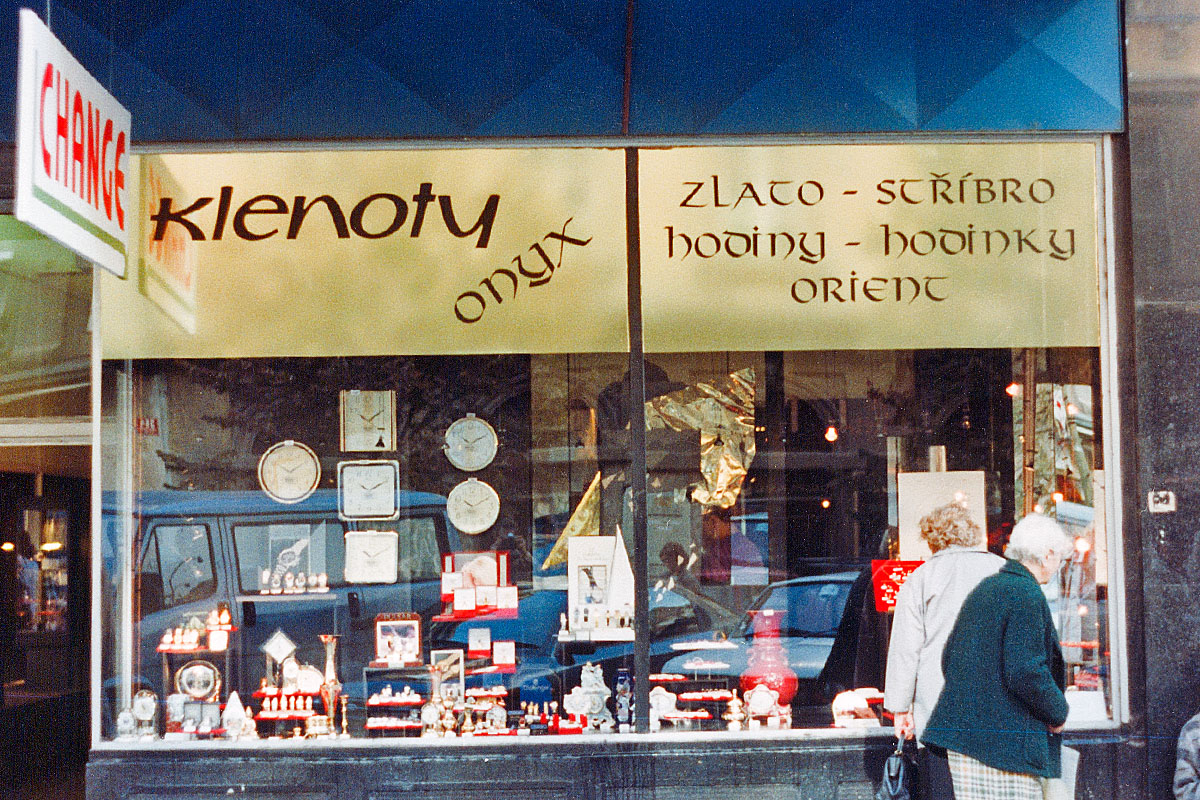 CHANGE
Klenoty
onyx
ZLATO - STŘÍBRO
hodiny - hodinky
ORIENT